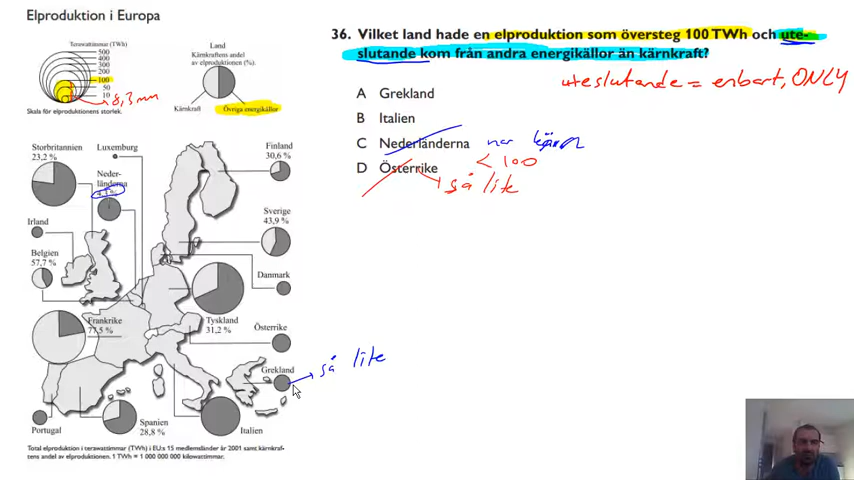 Elproduktion i Europa
Terawattimmar (TWh)
500
400
300
200
100
50
10
8,3 mm
Skala för elproduktionens storlek.
Land
Kärnkraftens andel
av elproduktionen (%).
Kärnkraft
Övriga energikällor
Storbritannien
23,2 %
Luxemburg
Neder-
länderna
Finland
30,6 %
Irland
Sverige
43,9 %
Belgien
57,7 %
Danmark
Frankrike
77,5 %
Tyskland
31,2 %
Österrike
Grekland
så lite
Portugal
Spanien
28,8 %
Italien
Total elproduktion i terawattimmar (TWh) i EU:s 15 medlemsländer år 2001 samt kärnkraf-
tens andel av elproduktionen. 1 TWh = 1 000 000 000 kilowattimmar.
36. Vilket land hade en elproduktion som översteg 100 TWh och ute-
slutande kom från andra energikällor än kärnkraft?
uteslutande = enbart, ONLY
A Grekland
B Italien
C Nederländerna
D Österrike
< 100
så lite